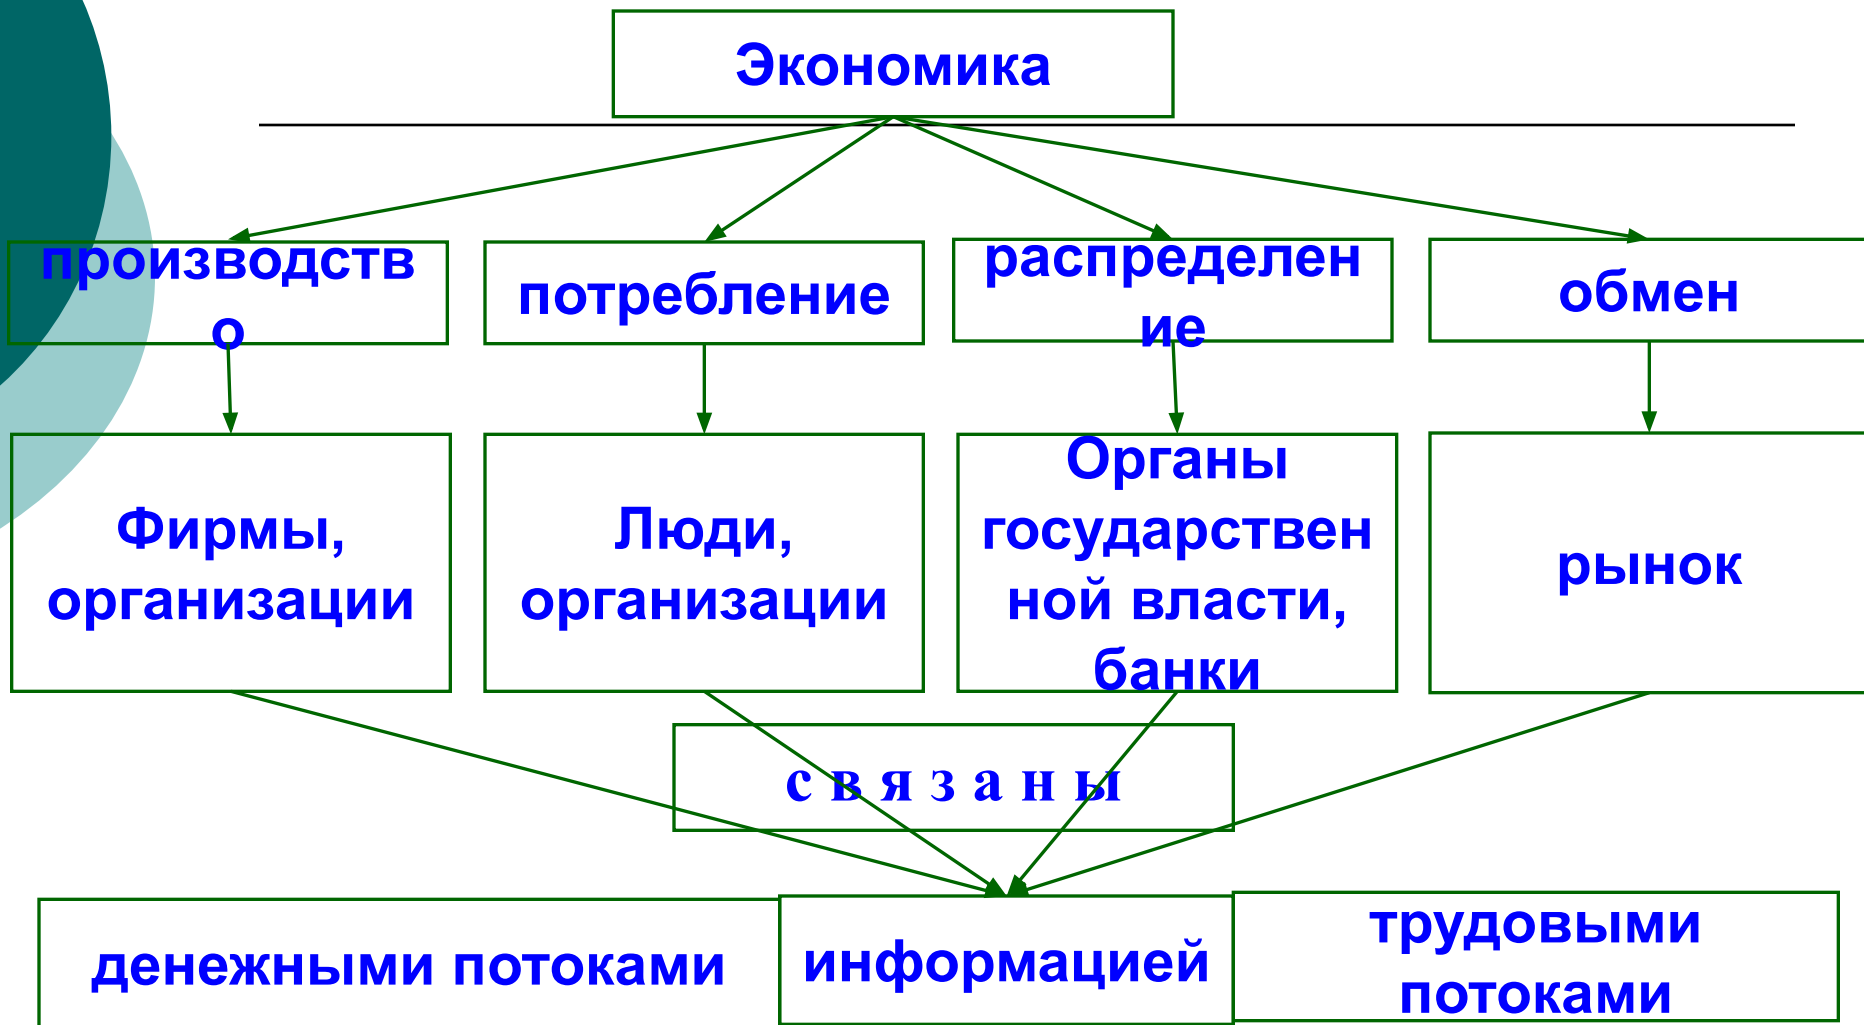 Экономика
производств
о
потребление
распределен
ие
обмен
Фирмы,
организации
Люди,
организации
Органы
государствен
ной власти,
банки
рынок
с в я з а н ы
денежными потоками
информацией
трудовыми
потоками